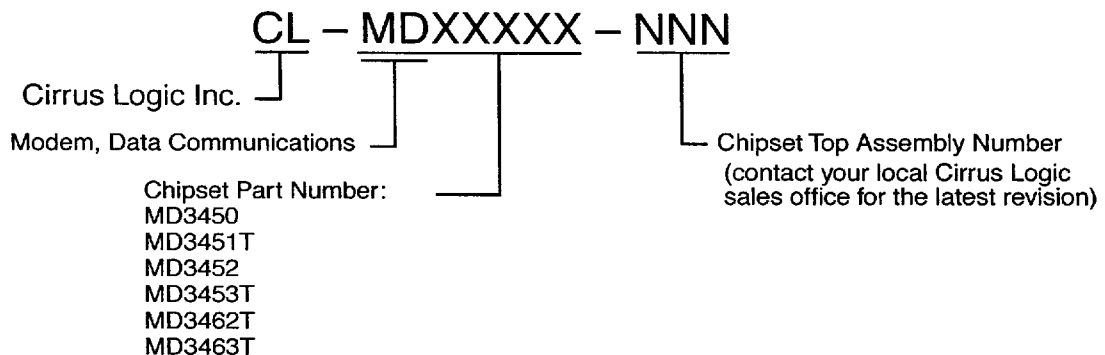 CL – MDXXXXX – NNN
Cirrus Logic Inc.
Modem, Data Communications
Chipset Part Number:
MD3450
MD3451T
MD3452
MD3453T
MD3462T
MD3463T
Chipset Top Assembly Number
(contact your local Cirrus Logic
sales office for the latest revision)